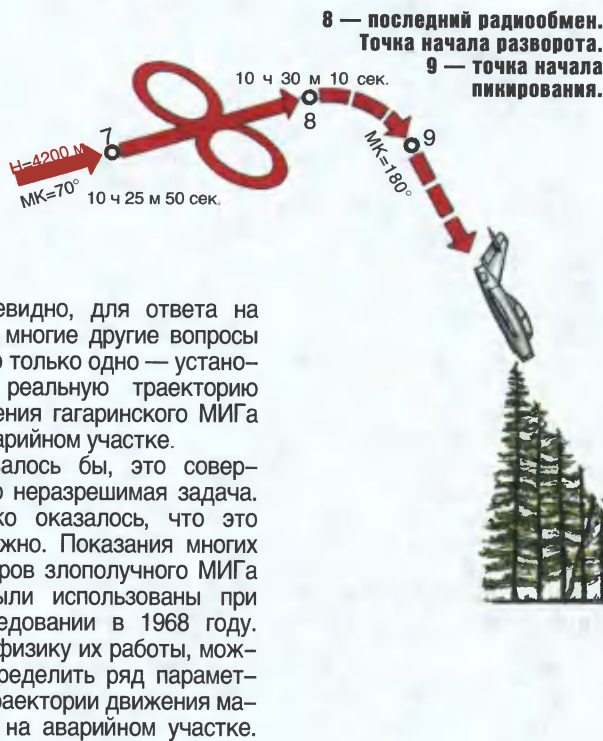 8 — последний радиообмен.
Точка начала разворота.
9 — точка начала
пикирования.
10 ч 30 м 10 сек.
7
8
9
H=4200 м
МК=70°
10 ч 25 м 50 сек.
МК=180°
евидно, для ответа на
многие другие вопросы
о только одно — устано–
реальную траекторию
ения гагаринского МИГа
арийном участке.
алось бы, это совер–
о неразрешимая задача.
ко оказалось, что это
жно. Показания многих
ров злополучного МИГа
ыли использованы при
едовании в 1968 году.
физику их работы, мож–
ределить ряд парамет–
раектории движения ма–
на аварийном участке.